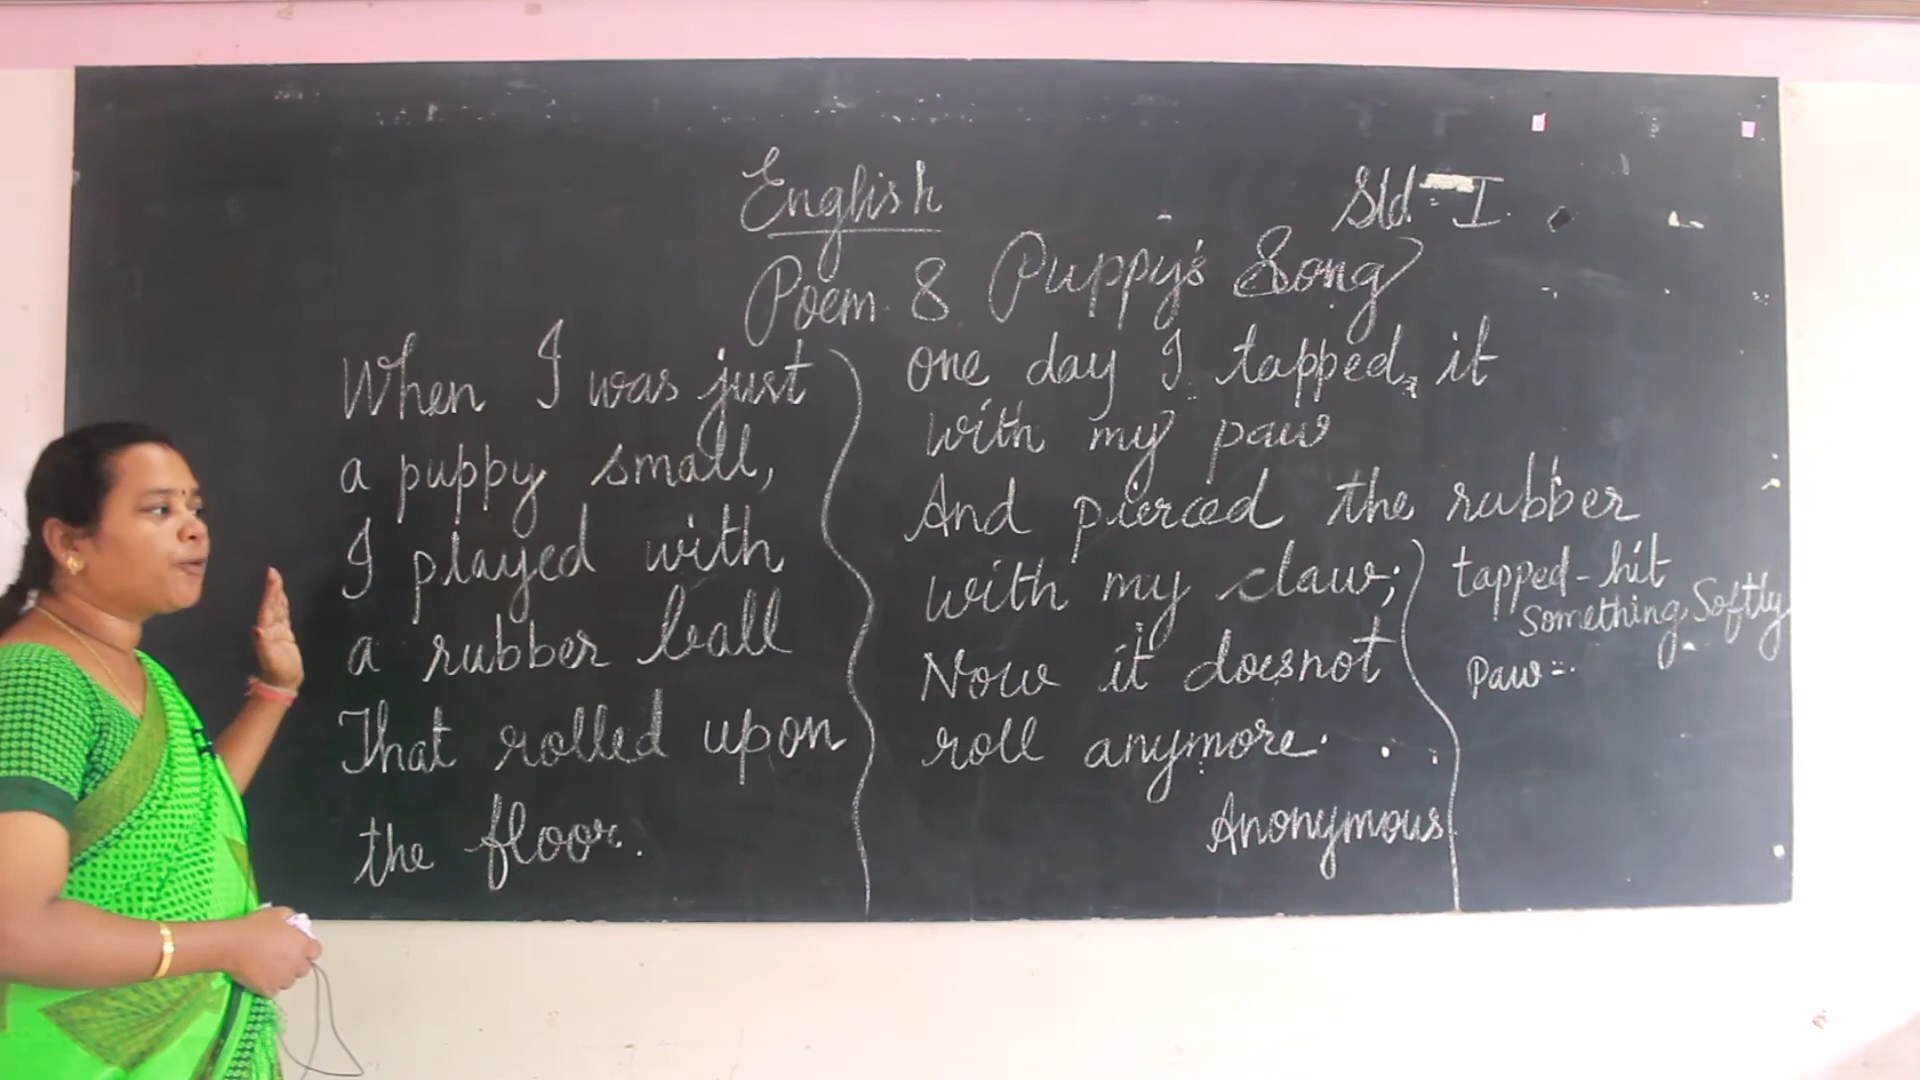 English
Std - I
Poem 8 Puppy's Song
When I was just
a puppy small,
I played with
a rubber ball
That rolled upon
the floor.
one day I tapped it
with my paw
And pierced the rubber
with my claw;
Now it doesnot
roll anymore.
Anonymous
tapped - hit
Something Softly
Paw =